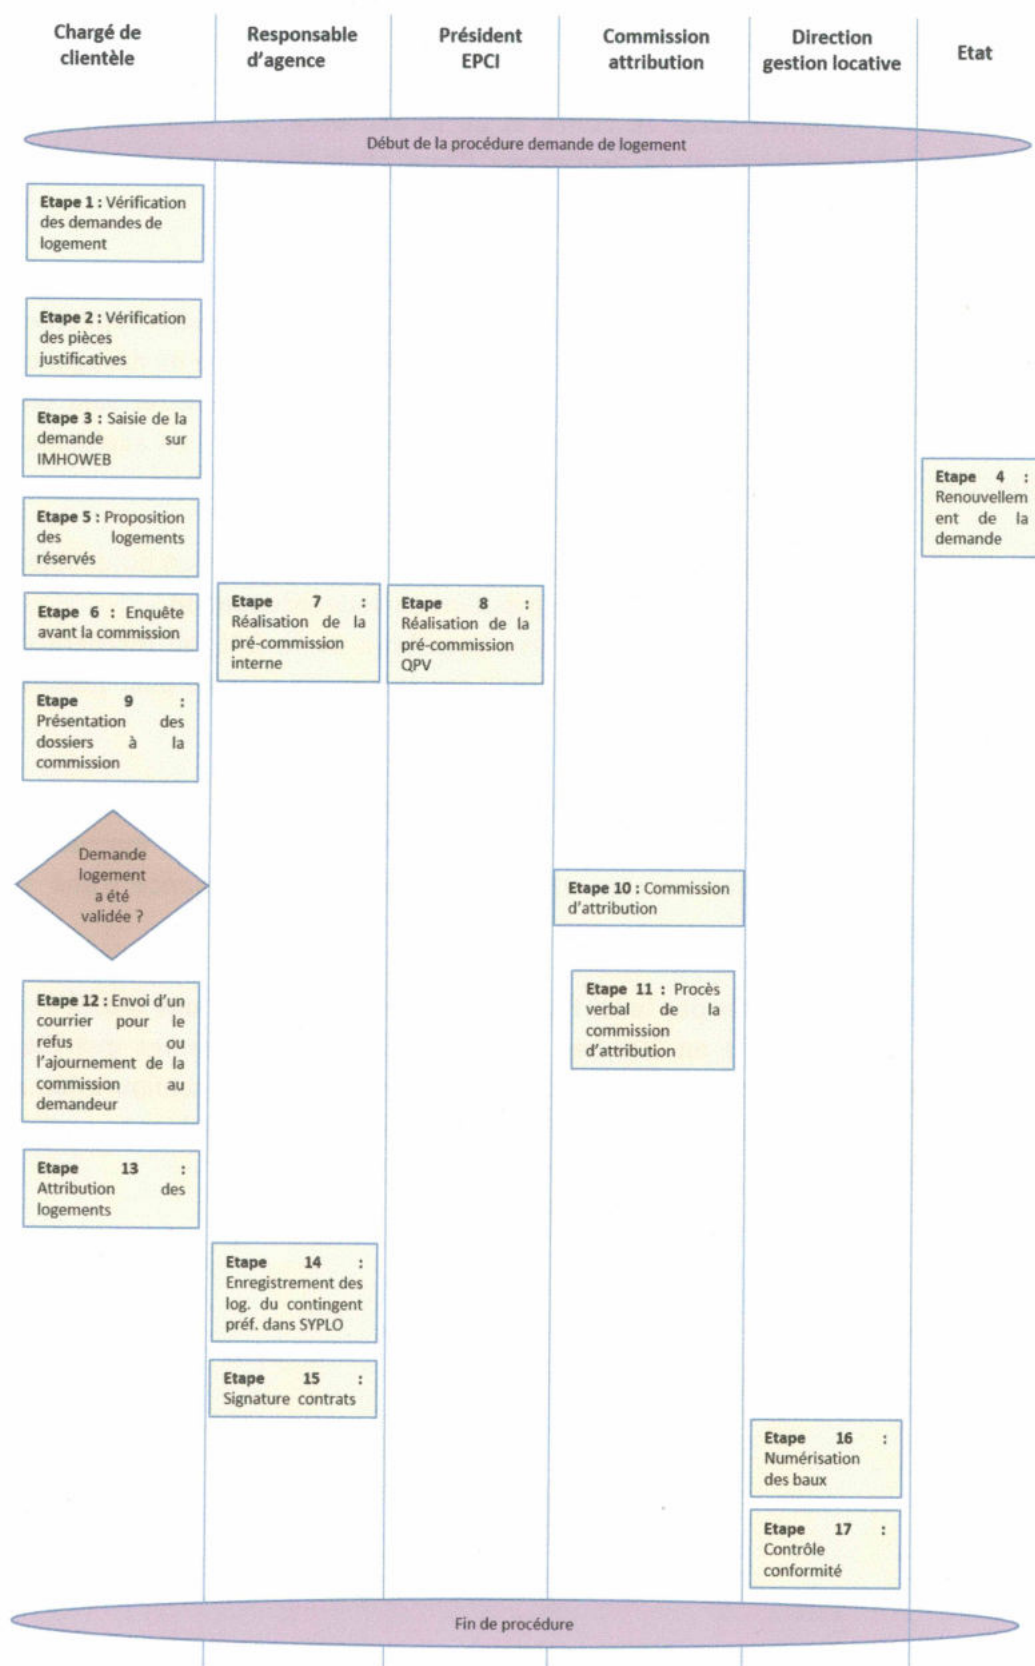 Chargé de
clientèle
Responsable
d'agence
Président
EPCI
Commission
attribution
Direction
gestion locative
Etat
Début de la procédure demande de logement
Etape 1 : Vérification
des demandes de
logement
Etape 2 : Vérification
des pièces
justificatives
Etape 3 : Saisie de la
demande sur
IMHOWEB
Etape 4 :
Renouvellem
ent de la
demande
Etape 5 : Proposition
des logements
réservés
Etape 6 : Enquête
avant la commission
Etape 7 :
Réalisation de la
pré-commission
interne
Etape 8 :
Réalisation de la
pré-commission
QPV
Etape 9 :
Présentation des
dossiers à la
commission
Demande
logement
a été
validée ?
Etape 10 : Commission
d'attribution
Etape 11 : Procès
verbal de la
commission
d'attribution
Etape 12 : Envoi d'un
courrier pour le
refus ou
l'ajournement de la
commission au
demandeur
Etape 13 :
Attribution des
logements
Etape 14 :
Enregistrement des
log. du contingent
préf. dans SYPLO
Etape 15 :
Signature contrats
Etape 16 :
Numérisation
des baux
Etape 17 :
Contrôle
conformité
Fin de procédure